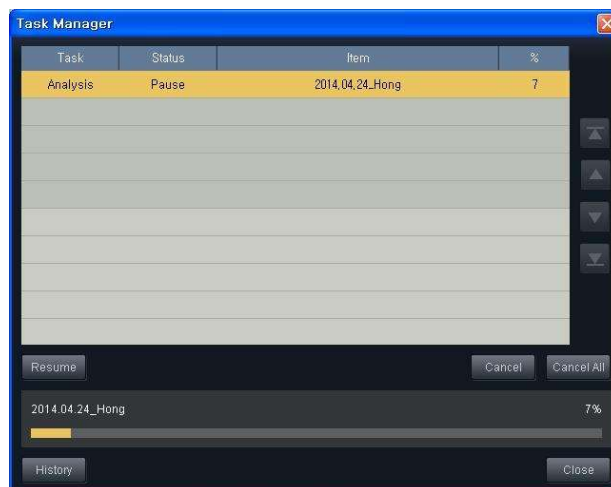 Task Manager
Task Status Item %
Analysis Pause 2014,04,24_Hong 7
Resume Cancel Cancel All
2014.04.24_Hong 7%
History Close